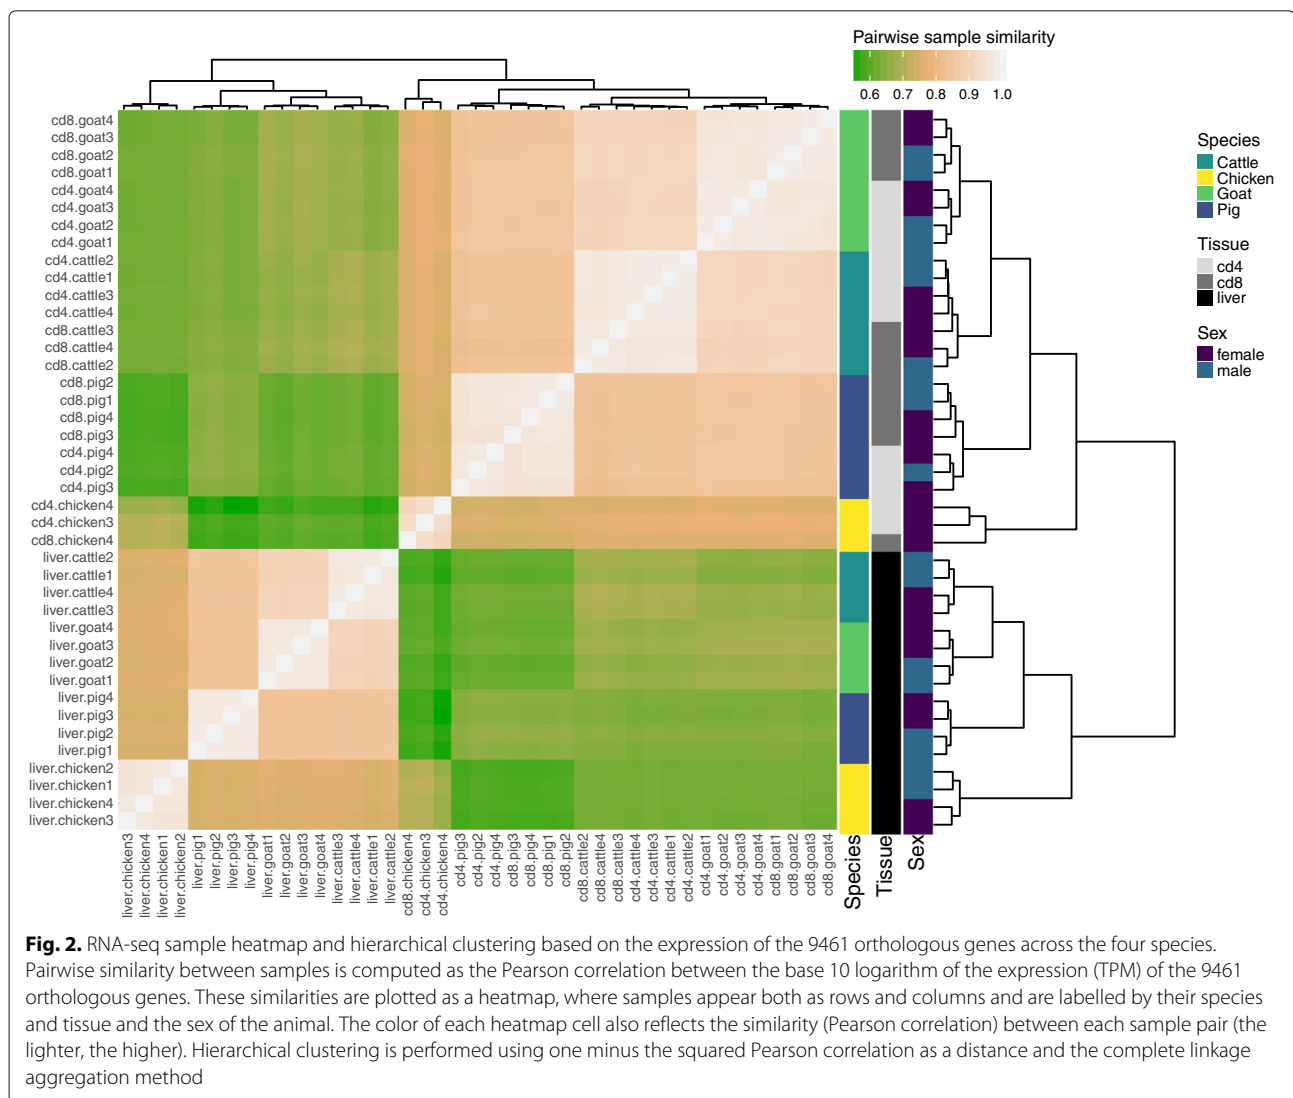 Pairwise sample similarity
0.6 0.7 0.8 0.9 1.0
cd8.goat4
cd8.goat3
cd8.goat2
cd8.goat1
cd4.goat4
cd4.goat3
cd4.goat2
cd4.goat1
cd4.cattle2
cd4.cattle1
cd4.cattle3
cd4.cattle4
cd8.cattle3
cd8.cattle4
cd8.cattle2
cd8.pig2
cd8.pig1
cd8.pig4
cd8.pig3
cd4.pig4
cd4.pig2
cd4.pig3
cd4.chicken4
cd4.chicken3
cd8.chicken4
liver.cattle2
liver.cattle1
liver.cattle4
liver.cattle3
liver.goat4
liver.goat3
liver.goat2
liver.goat1
liver.pig4
liver.pig3
liver.pig2
liver.pig1
liver.chicken2
liver.chicken1
liver.chicken4
liver.chicken3
liver.chicken3
liver.chicken4
liver.chicken1
liver.chicken2
liver.pig1
liver.pig2
liver.pig3
liver.pig4
liver.goat1
liver.goat2
liver.goat3
liver.goat4
liver.cattle3
liver.cattle4
liver.cattle1
liver.cattle2
cd8.chicken4
cd4.chicken3
cd4.chicken4
cd4.pig3
cd4.pig2
cd4.pig4
cd8.pig3
cd8.pig4
cd8.pig1
cd8.pig2
cd8.cattle2
cd8.cattle4
cd8.cattle3
cd4.cattle4
cd4.cattle3
cd4.cattle1
cd4.cattle2
cd4.goat1
cd4.goat2
cd4.goat3
cd4.goat4
cd8.goat1
cd8.goat2
cd8.goat3
cd8.goat4
Species
Tissue
Sex
Species
Cattle
Chicken
Goat
Pig
Tissue
cd4
cd8
liver
Sex
female
male
Fig. 2. RNA-seq sample heatmap and hierarchical clustering based on the expression of the 9461 orthologous genes across the four species.
Pairwise similarity between samples is computed as the Pearson correlation between the base 10 logarithm of the expression (TPM) of the 9461
orthologous genes. These similarities are plotted as a heatmap, where samples appear both as rows and columns and are labelled by their species
and tissue and the sex of the animal. The color of each heatmap cell also reflects the similarity (Pearson correlation) between each sample pair (the
lighter, the higher). Hierarchical clustering is performed using one minus the squared Pearson correlation as a distance and the complete linkage
aggregation method